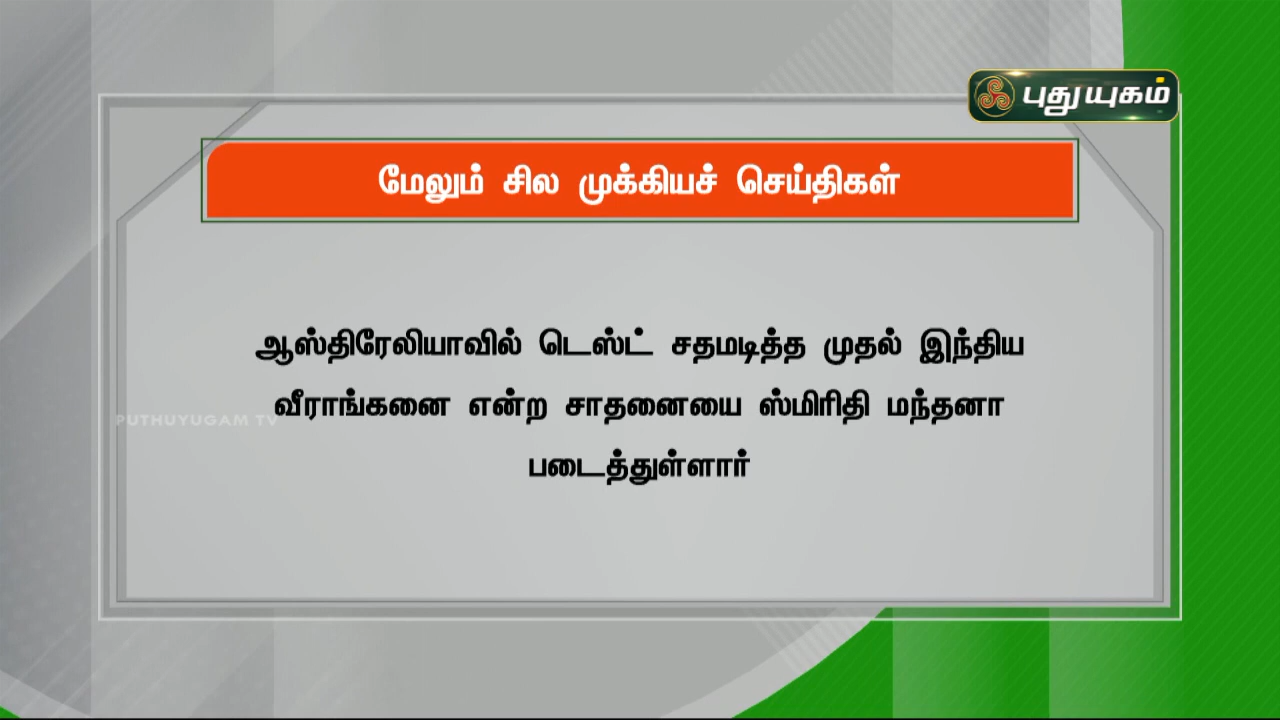 புதுயுகம்
மேலும் சில முக்கியச் செய்திகள்
ஆஸ்திரேலியாவில் டெஸ்ட் சதமடித்த முதல் இந்திய
வீராங்கனை என்ற சாதனையை ஸ்மிரிதி மந்தனா
படைத்துள்ளார்
PUTHUYUGAM TV